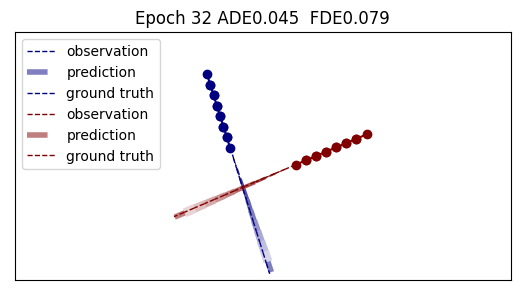 Epoch 32 ADE0.045  FDE0.079
observation
prediction
ground truth
observation
prediction
ground truth